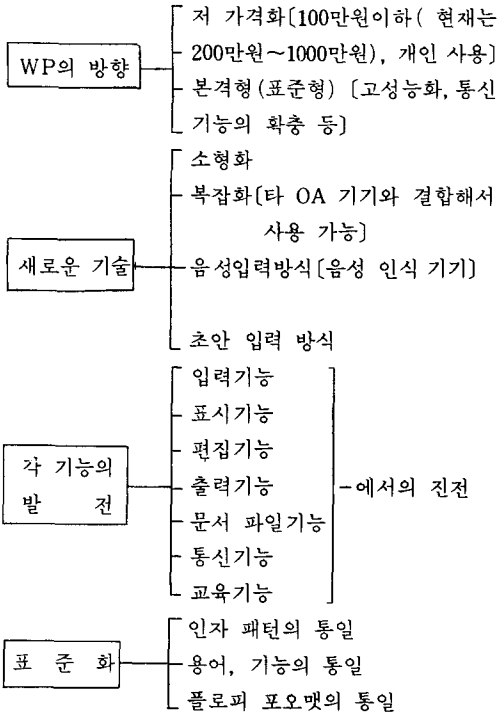 WP의 방향
저 가격화〔100만원이하( 현재는
200만원~1000만원), 개인 사용〕
본격형(표준형) 〔고성능화, 통신
기능의 확충 등〕
새로운 기술
소형화
복잡화〔타 OA 기기와 결합해서
사용 가능〕
음성입력방식〔음성 인식 기기〕
초안 입력 방식
각 기능의
발 전
입력기능
표시기능
편집기능
출력기능
문서 파일기능
통신기능
교육기능
에서의 진전
표 준 화
인자 패턴의 통일
용어, 기능의 통일
플로피 포오맷의 통일